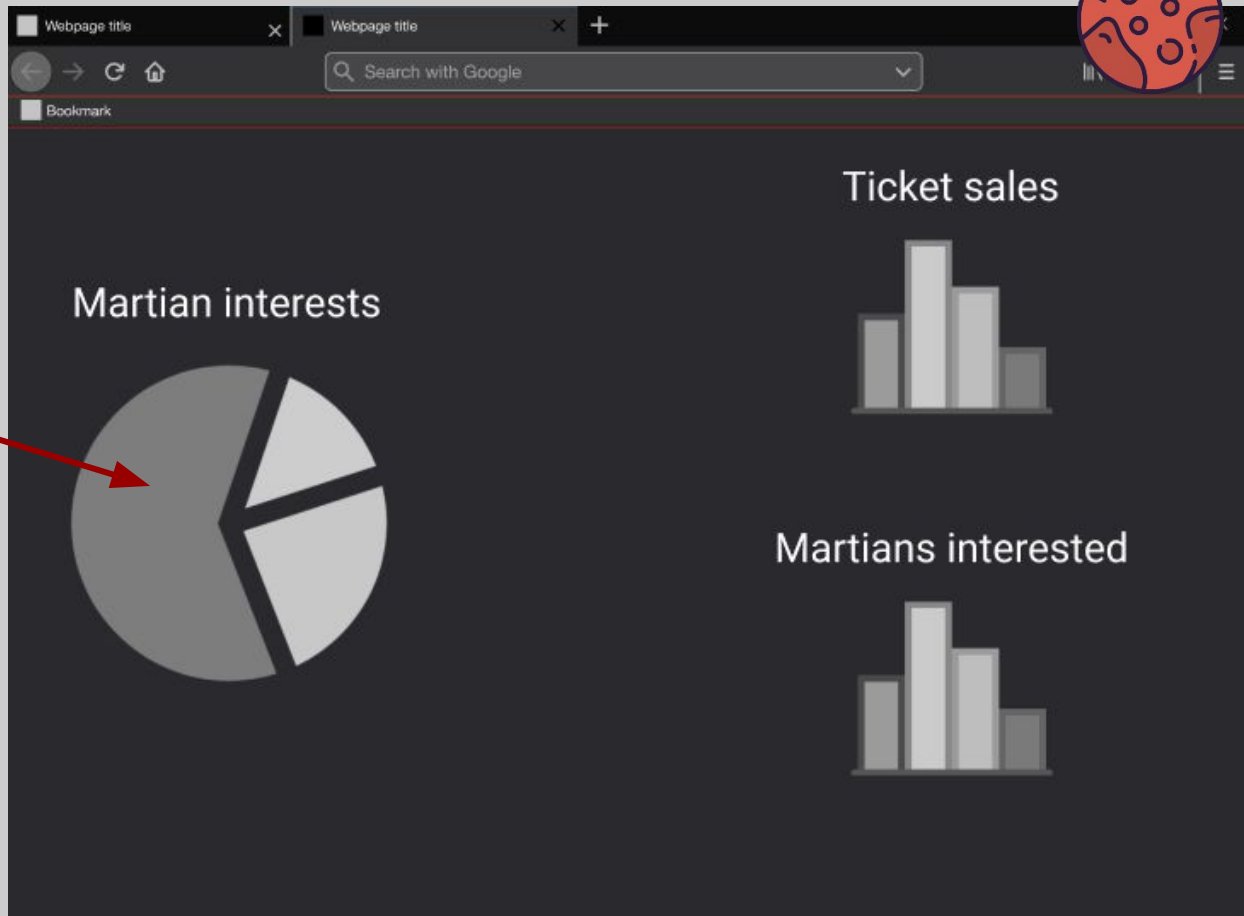 Webpage title
Webpage title
Search with Google
Bookmark
Ticket sales
Martian interests
Martians interested